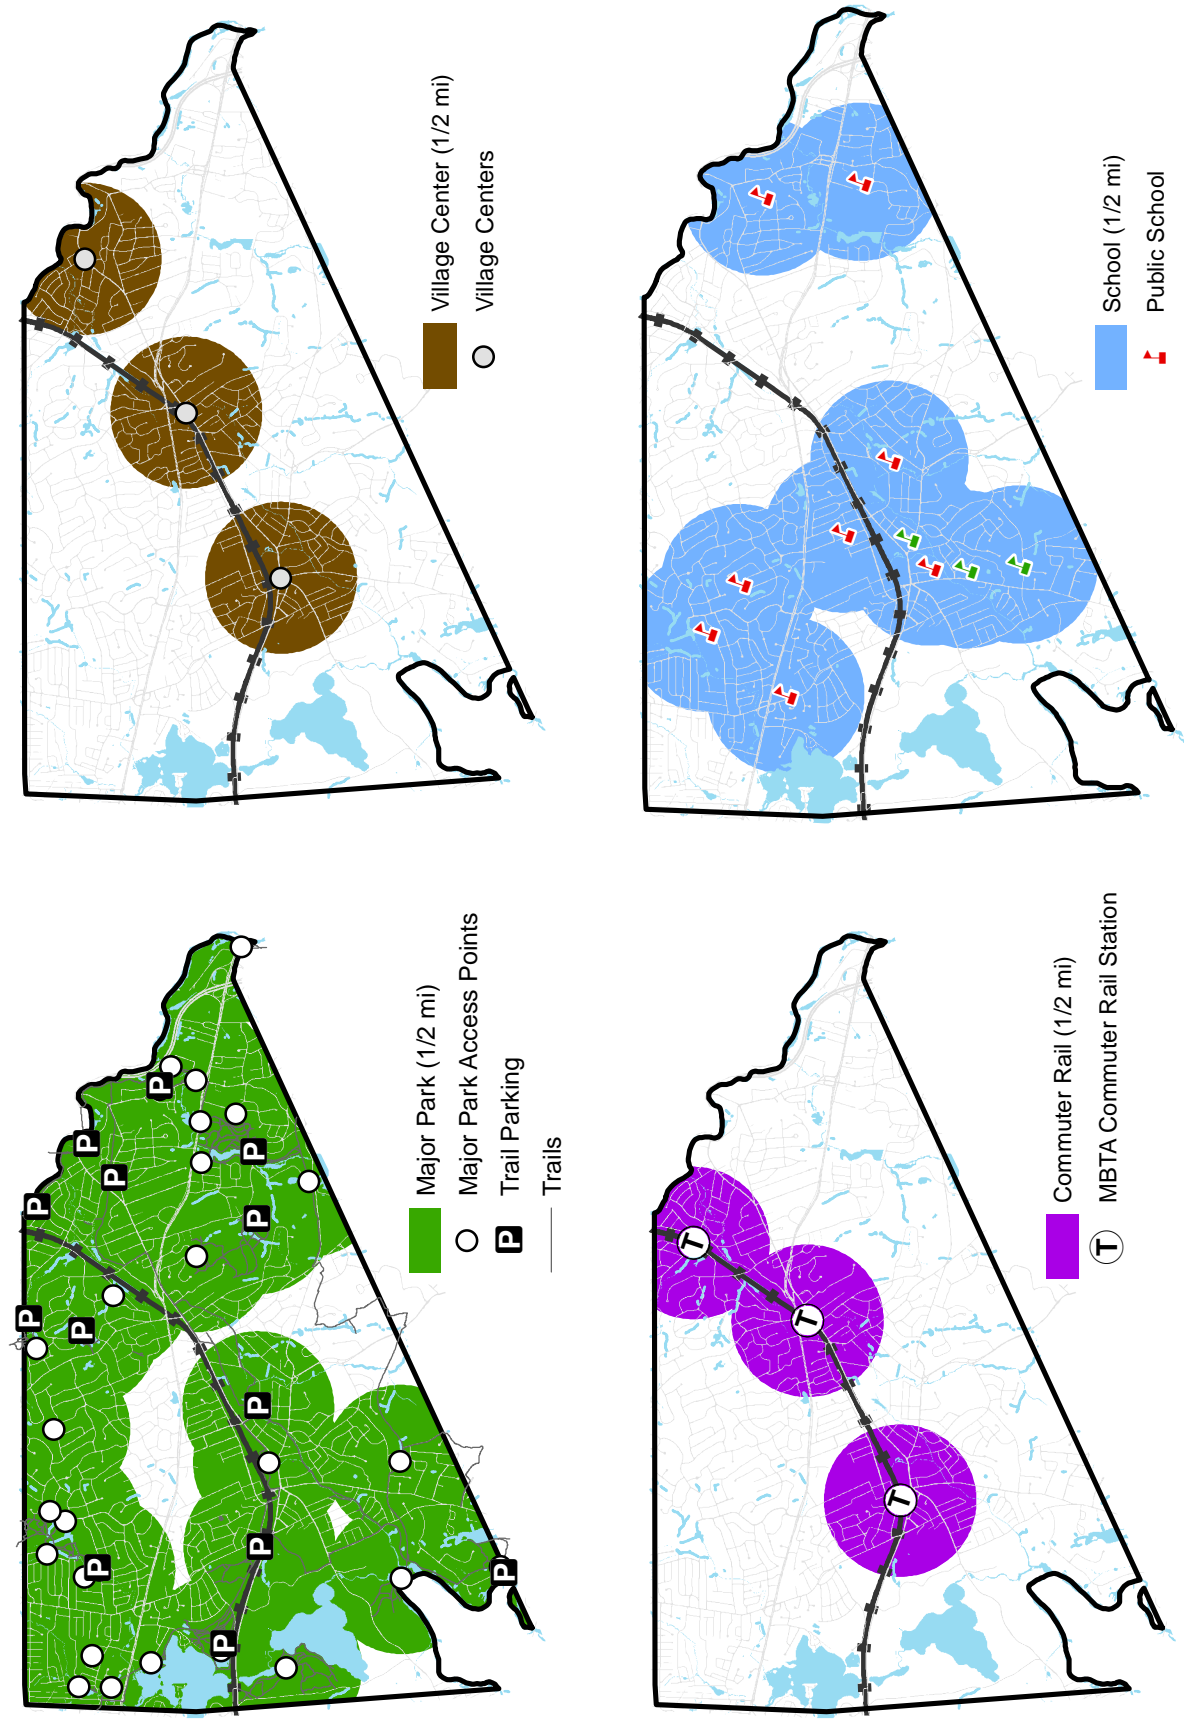 P
P
P
P
P
P
P
P
P
P
P
P
P
Major Park (1/2 mi)
Major Park Access Points
P Trail Parking
Trails
Village Center (1/2 mi)
Village Centers
T
T
T
Commuter Rail (1/2 mi)
T MBTA Commuter Rail Station
School (1/2 mi)
Public School